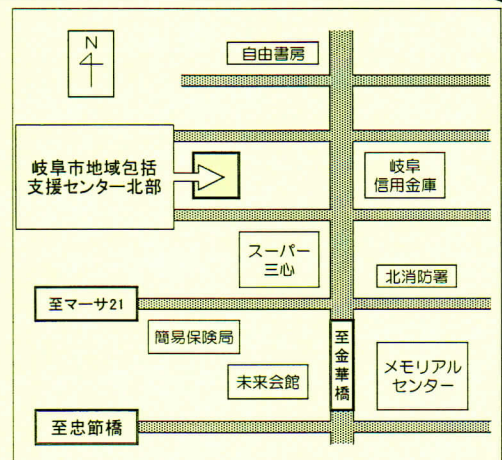 N
自由書房
岐阜市地域包括
支援センター北部
岐阜
信用金庫
スーパー
三心
北消防署
至マーサ21
簡易保険局
至金華橋
メモリアル
センター
未来会館
至忠節橋